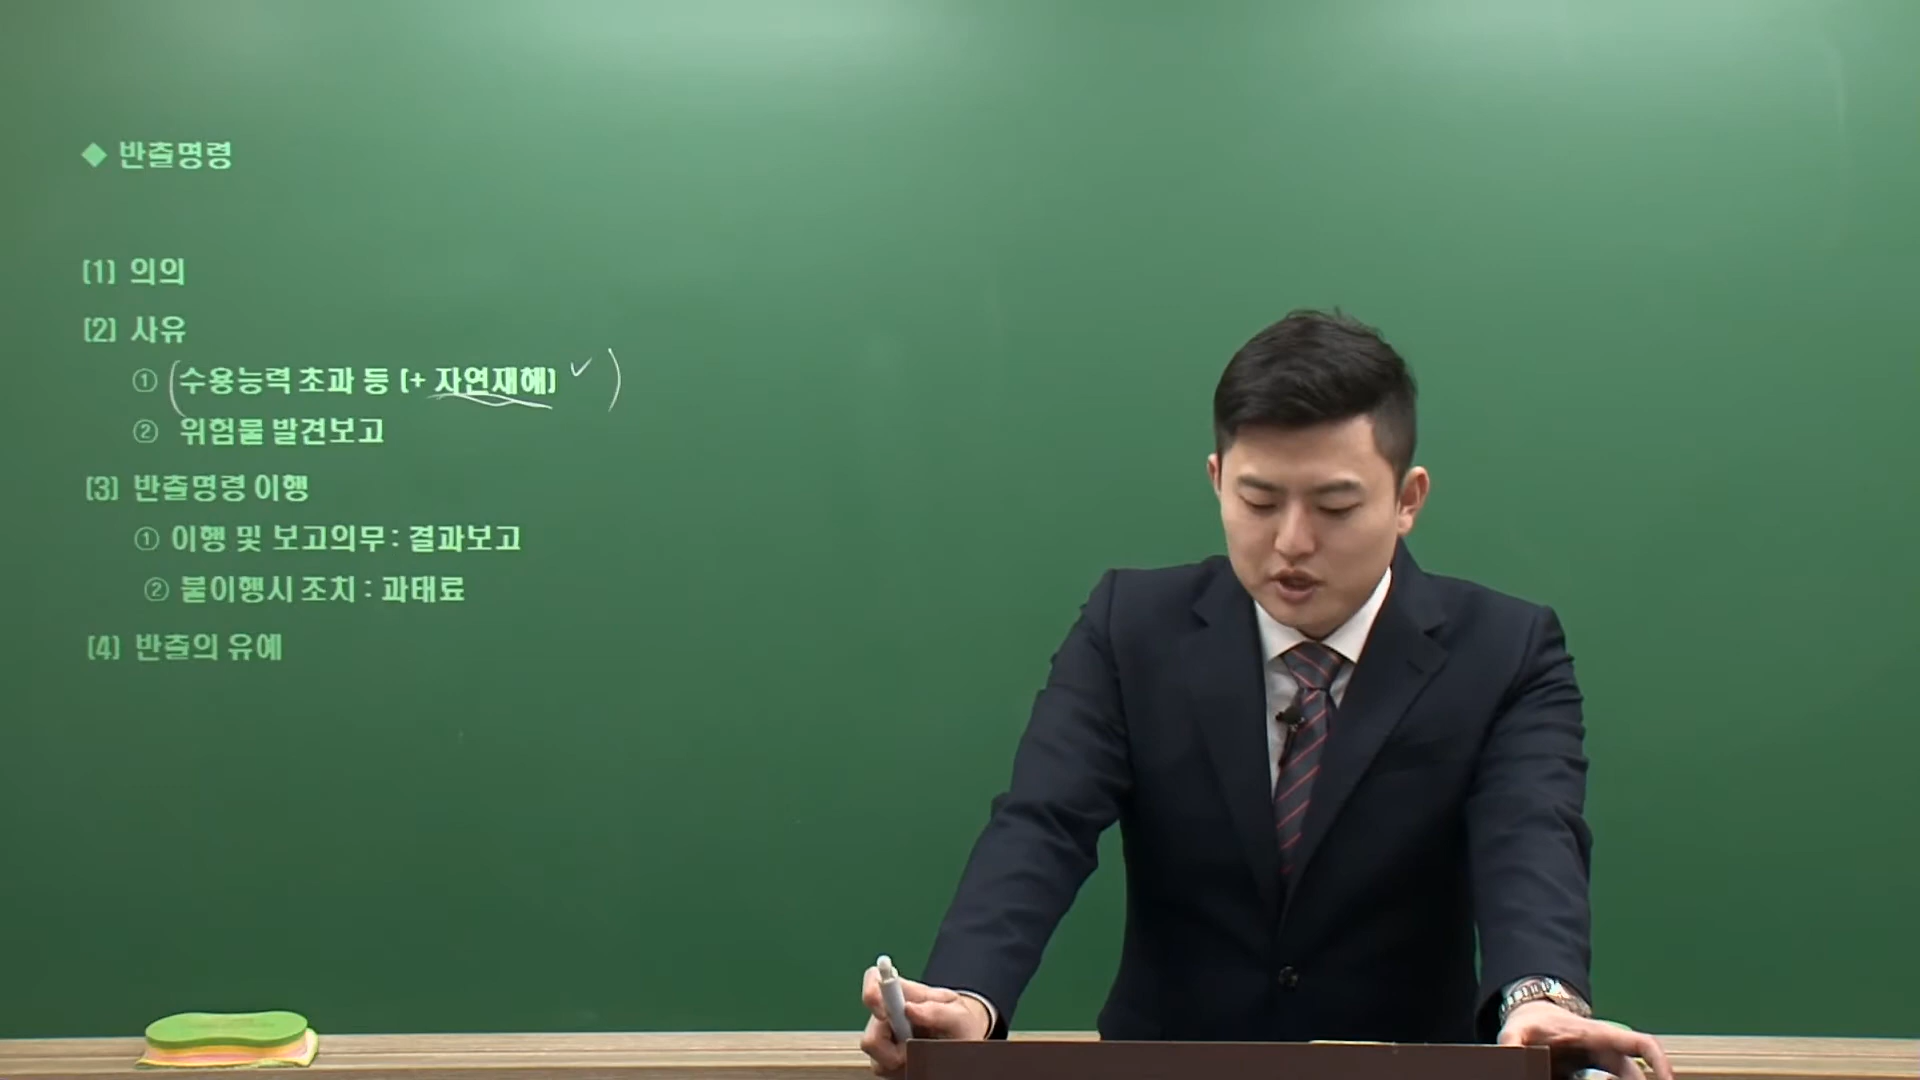 ◆ 반출명령
(1) 의의
(2) 사유
① 수용능력 초과 등 (+ 자연재해)
② 위험물 발견보고
(3) 반출명령 이행
① 이행 및 보고의무 : 결과보고
② 불이행시 조치 : 과태료
(4) 반출의 유예